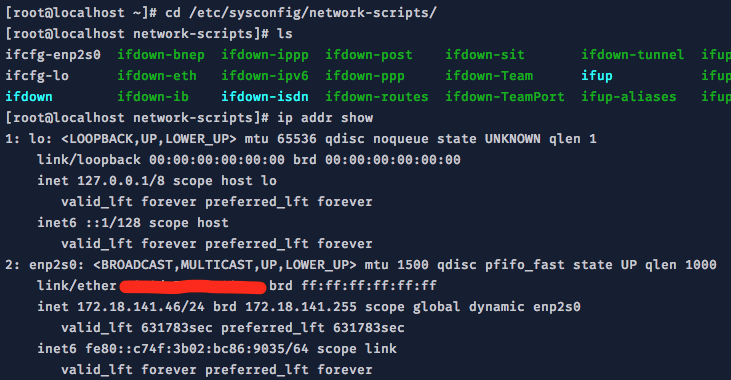 [root@localhost ~]# cd /etc/sysconfig/network-scripts/
[root@localhost network-scripts]# ls
ifcfg-enp2s0 ifdown-bnep ifdown-ippp ifdown-post ifdown-sit ifdown-tunnel ifup
ifcfg-lo ifdown-eth ifdown-ipv6 ifdown-ppp ifdown-Team ifup ifup
ifdown ifdown-ib ifdown-isdn ifdown-routes ifdown-TeamPort ifup-aliases ifup
[root@localhost network-scripts]# ip addr show
1: lo: <LOOPBACK,UP,LOWER_UP> mtu 65536 qdisc noqueue state UNKNOWN qlen 1
link/loopback 00:00:00:00:00:00 brd 00:00:00:00:00:00
inet 127.0.0.1/8 scope host lo
valid_lft forever preferred_lft forever
inet6 ::1/128 scope host
valid_lft forever preferred_lft forever
2: enp2s0: <BROADCAST,MULTICAST,UP,LOWER_UP> mtu 1500 qdisc pfifo_fast state UP qlen 1000
link/ether brd ff:ff:ff:ff:ff:ff
inet 172.18.141.46/24 brd 172.18.141.255 scope global dynamic enp2s0
valid_lft 631783sec preferred_lft 631783sec
inet6 fe80::c74f:3b02:bc86:9035/64 scope link
valid_lft forever preferred_lft forever